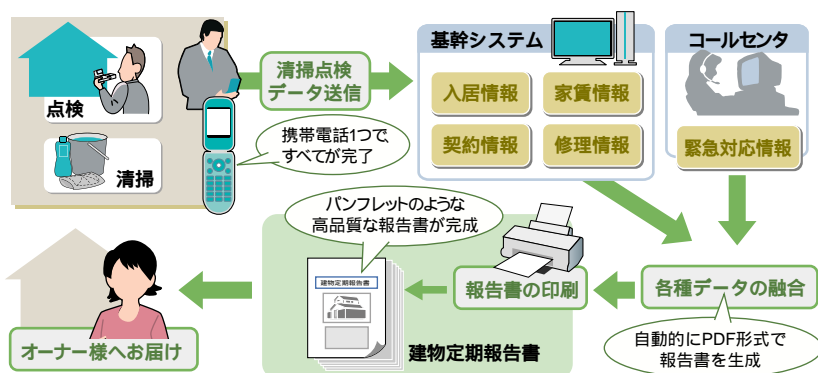 点検
清掃
清掃点検
データ送信
携帯電話1つで、
すべてが完了
基幹システム
入居情報
家賃情報
契約情報
修理情報
コールセンタ
緊急対応情報
各種データの融合
自動的にPDF形式で
報告書を生成
報告書の印刷
パンフレットのような
高品質な報告書が完成
建物定期報告書
建物定期報告書
オーナー様へお届け